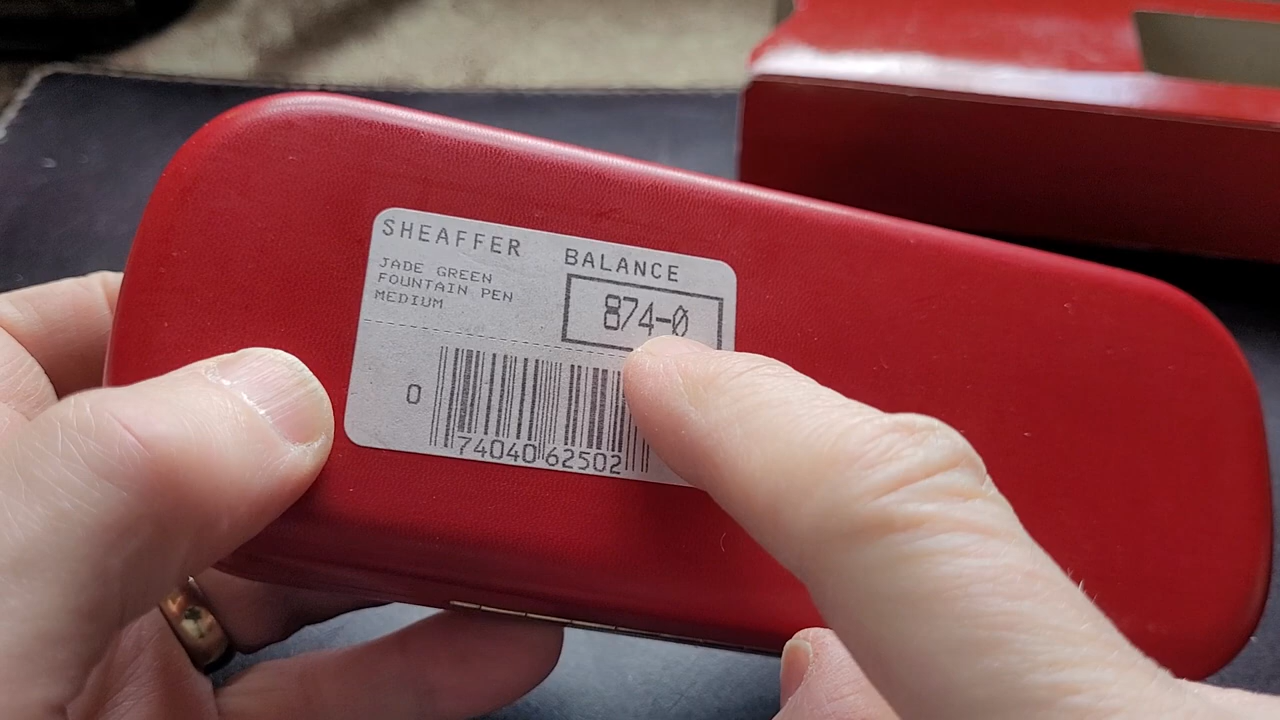 SHEAFFER BALANCE
JADE GREEN
FOUNTAIN PEN
MEDIUM
874-0
0 74040 62502